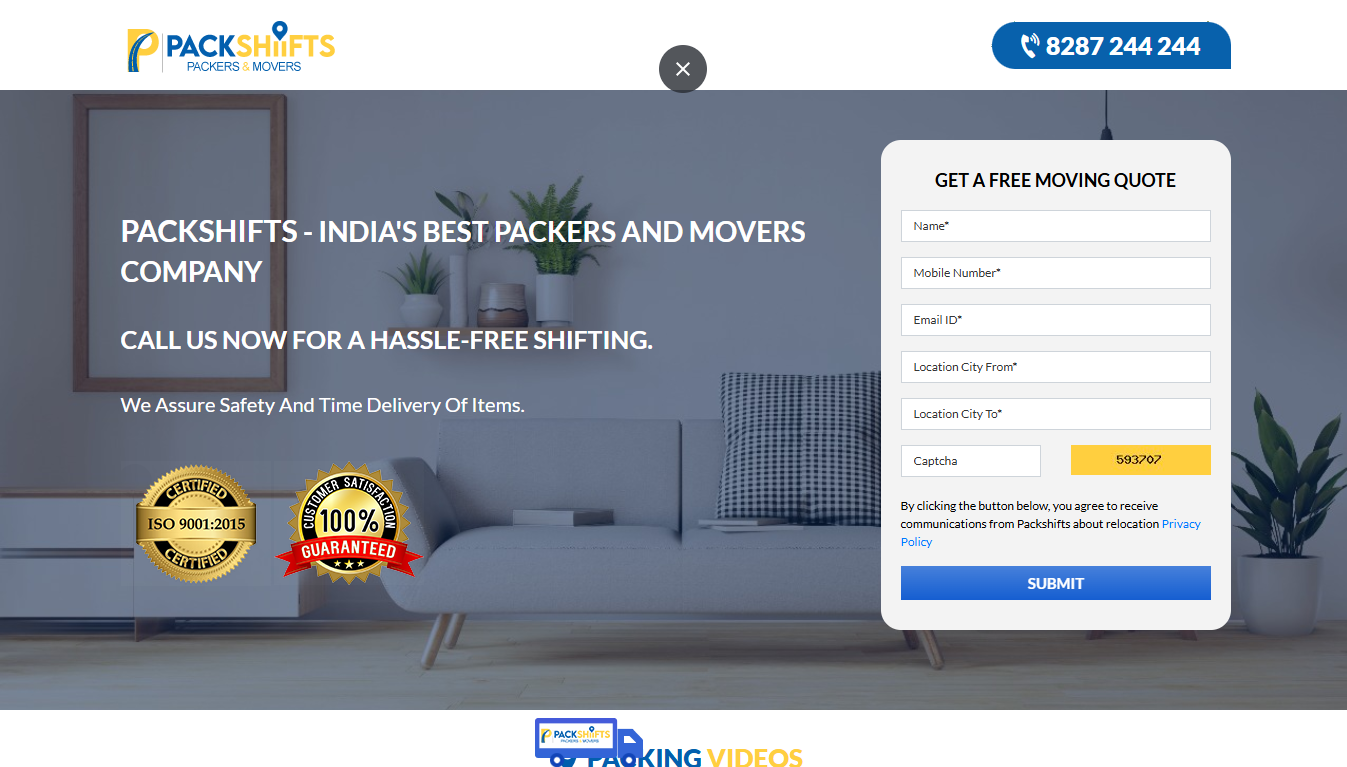 PACKSHIFTS
PACKERS & MOVERS
8287 244 244
PACKSHIFTS - INDIA'S BEST PACKERS AND MOVERS
COMPANY
CALL US NOW FOR A HASSLE-FREE SHIFTING.
We Assure Safety And Time Delivery Of Items.
CERTIFIED
ISO 9001:2015
CERTIFIED
CUSTOMER SATISFACTION
100%
GUARANTEED
GET A FREE MOVING QUOTE
Name*
Mobile Number*
Email ID*
Location City From*
Location City To*
Captcha
593707
By clicking the button below, you agree to receive
communications from Packshifts about relocation Privacy
Policy
SUBMIT
PACKSHIFTS
PACKERS & MOVERS
PACKING VIDEOS